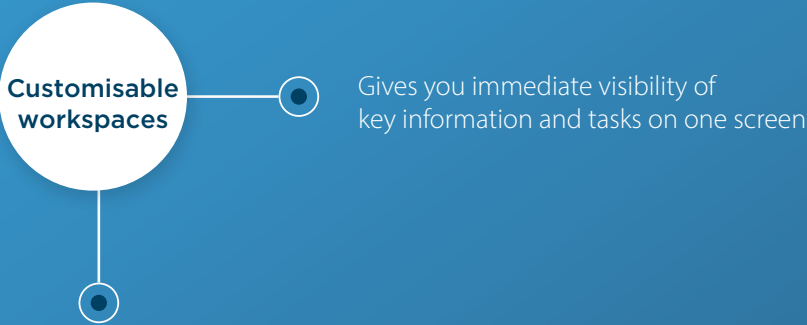 Customisable
workspaces
Gives you immediate visibility of
key information and tasks on one screen